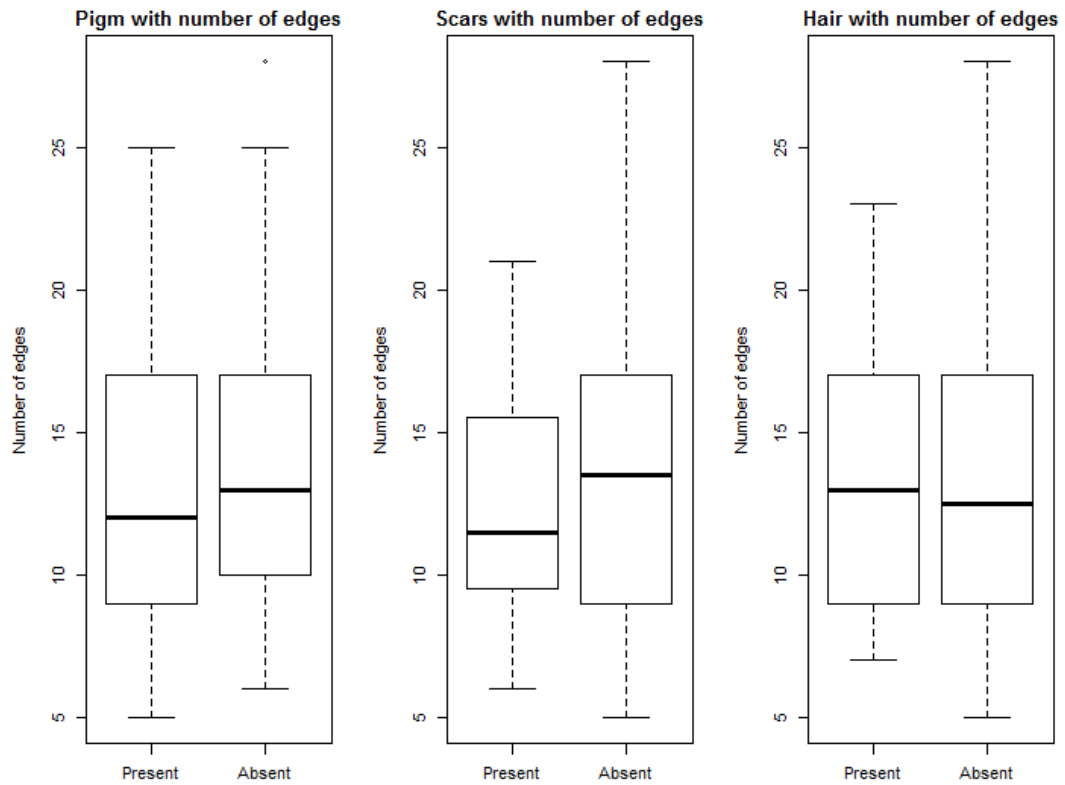 Pigm with number of edges
Number of edges
25
20
15
10
5
Present Absent
Scars with number of edges
Number of edges
25
20
15
10
5
Present Absent
Hair with number of edges
Number of edges
25
20
15
10
5
Present Absent